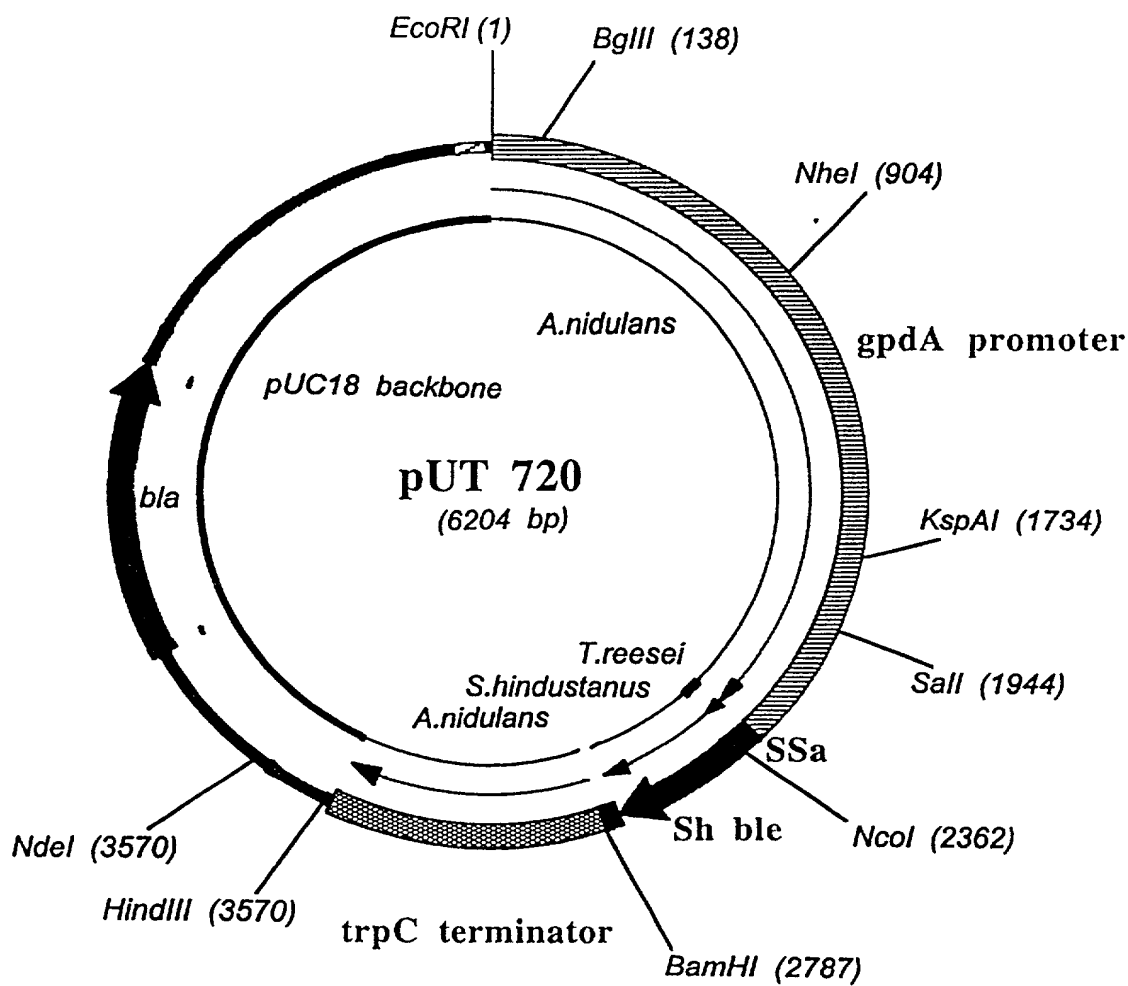 EcoRI (1)
BglII (138)
NheI (904)
A.nidulans
gpdA promoter
pUC18 backbone
pUT 720
(6204 bp)
bla
KspAI (1734)
T.reesei
S.hindustanus
A.nidulans
SalI (1944)
SSa
Sh ble
NcoI (2362)
NdeI (3570)
HindIII (3570)
trpC terminator
BamHI (2787)